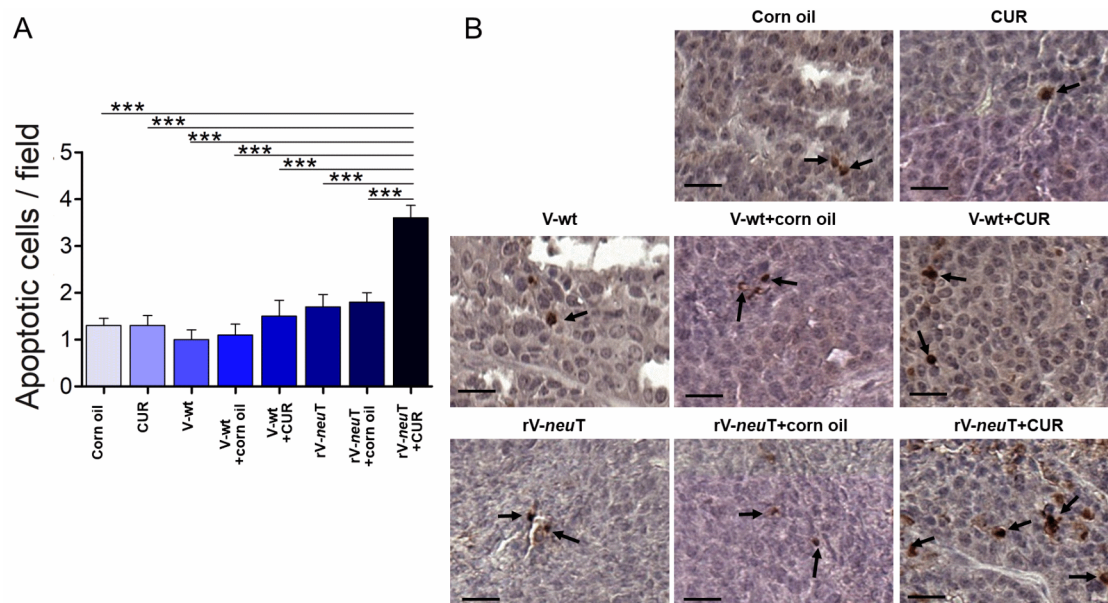 A
B
***
***
***
***
***
***
***
Apoptotic cells / field
5
4
3
2
1
0
Corn oil
CUR
V-wt
V-wt
+corn oil
V-wt
+CUR
rV-neuT
rV-neuT
+corn oil
rV-neuT
+CUR
Corn oil
CUR
V-wt
V-wt+corn oil
V-wt+CUR
rV-neuT
rV-neuT+corn oil
rV-neuT+CUR